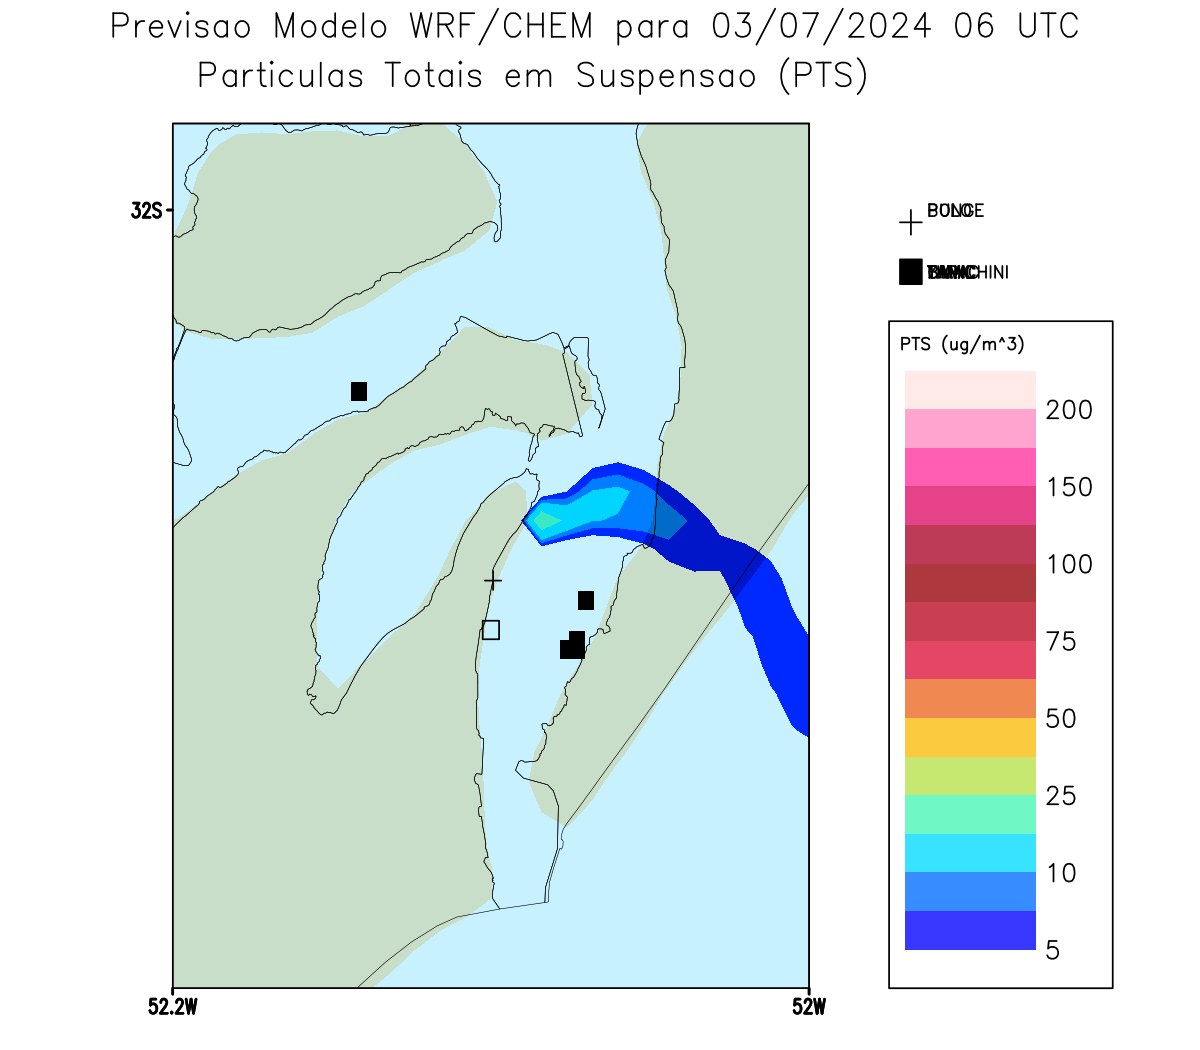 Previsao Modelo WRF/CHEM para 03/07/2024 06 UTC
Particulas Totais em Suspensao (PTS)
32S
PTS (ug/m^3)
200
150
100
75
50
25
10
5
52.2W
52W